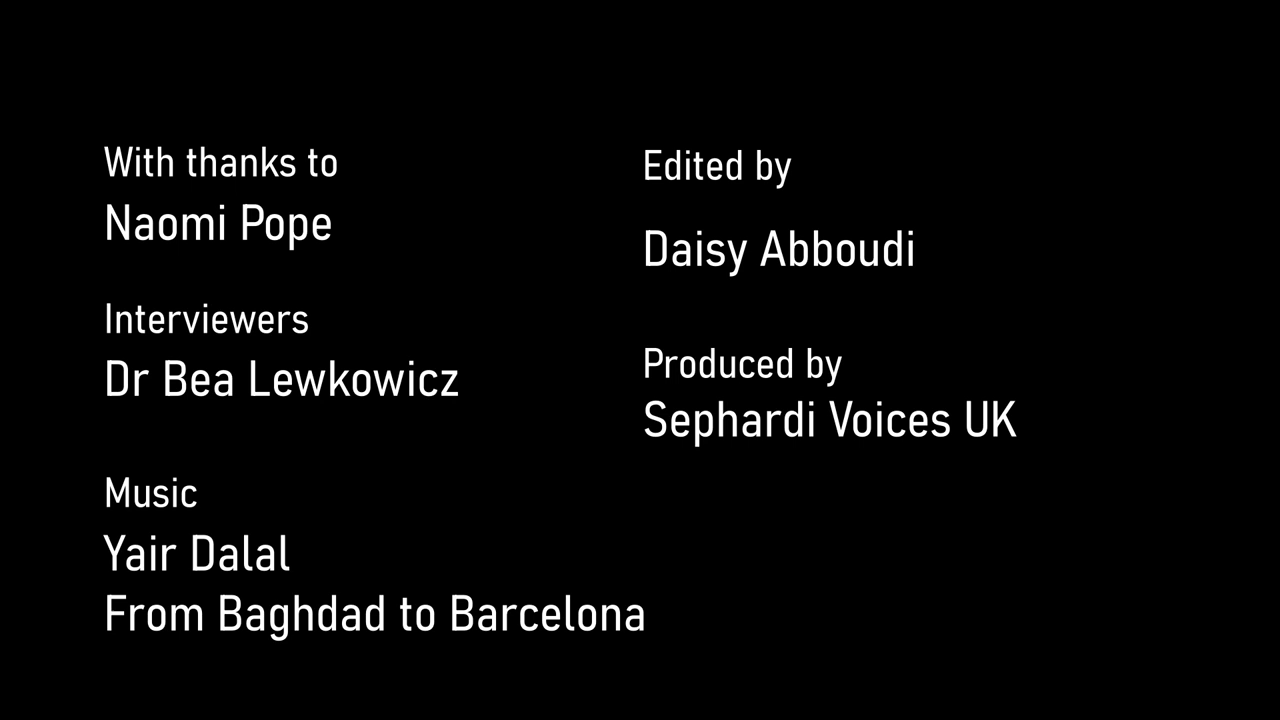 With thanks to
Naomi Pope
Interviewers
Dr Bea Lewkowicz
Music
Yair Dalal
From Baghdad to Barcelona
Edited by
Daisy Abboudi
Produced by
Sephardi Voices UK